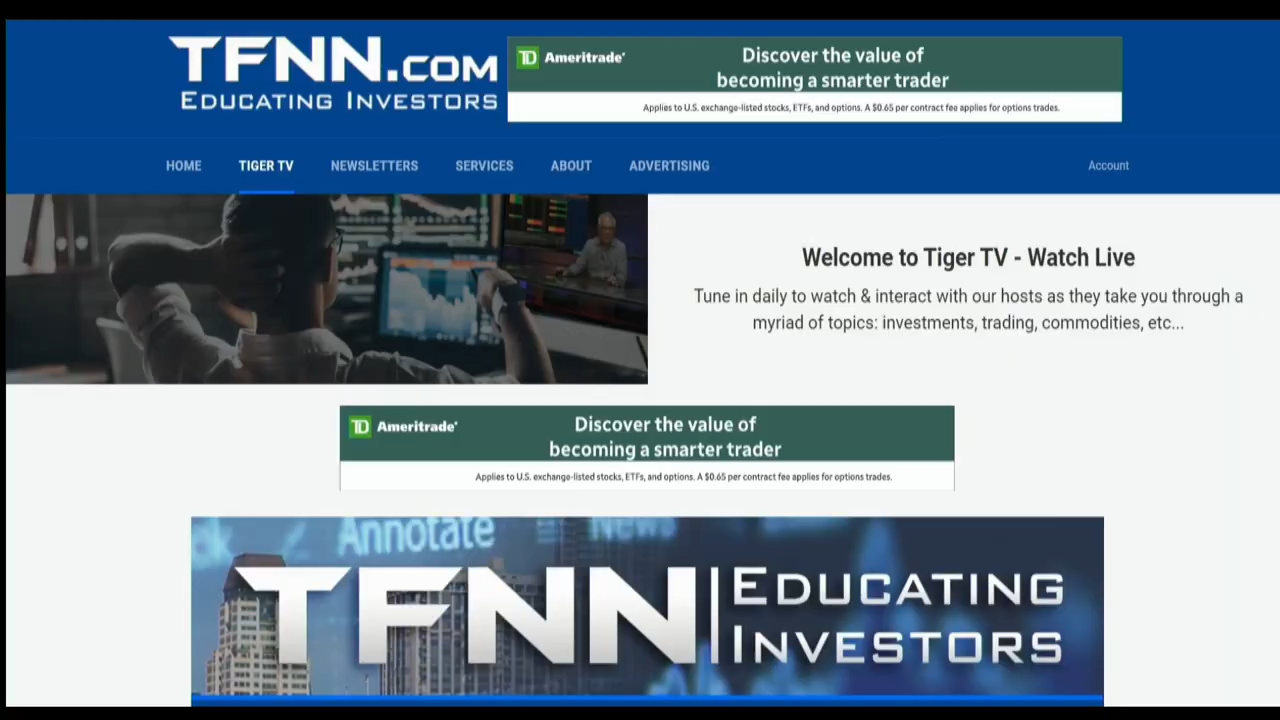 TFNN.COM
EDUCATING INVESTORS
TD Ameritrade®
Discover the value of
becoming a smarter trader
Applies to U.S. exchange-listed stocks, ETFs, and options. A $0.65 per contract fee applies for options trades.
HOME TIGER TV NEWSLETTERS SERVICES ABOUT ADVERTISING Account
Welcome to Tiger TV - Watch Live
Tune in daily to watch & interact with our hosts as they take you through a
myriad of topics: investments, trading, commodities, etc...
TD Ameritrade®
Discover the value of
becoming a smarter trader
Applies to U.S. exchange-listed stocks, ETFs, and options. A $0.65 per contract fee applies for options trades.
Annotate News
TFNN EDUCATING
INVESTORS